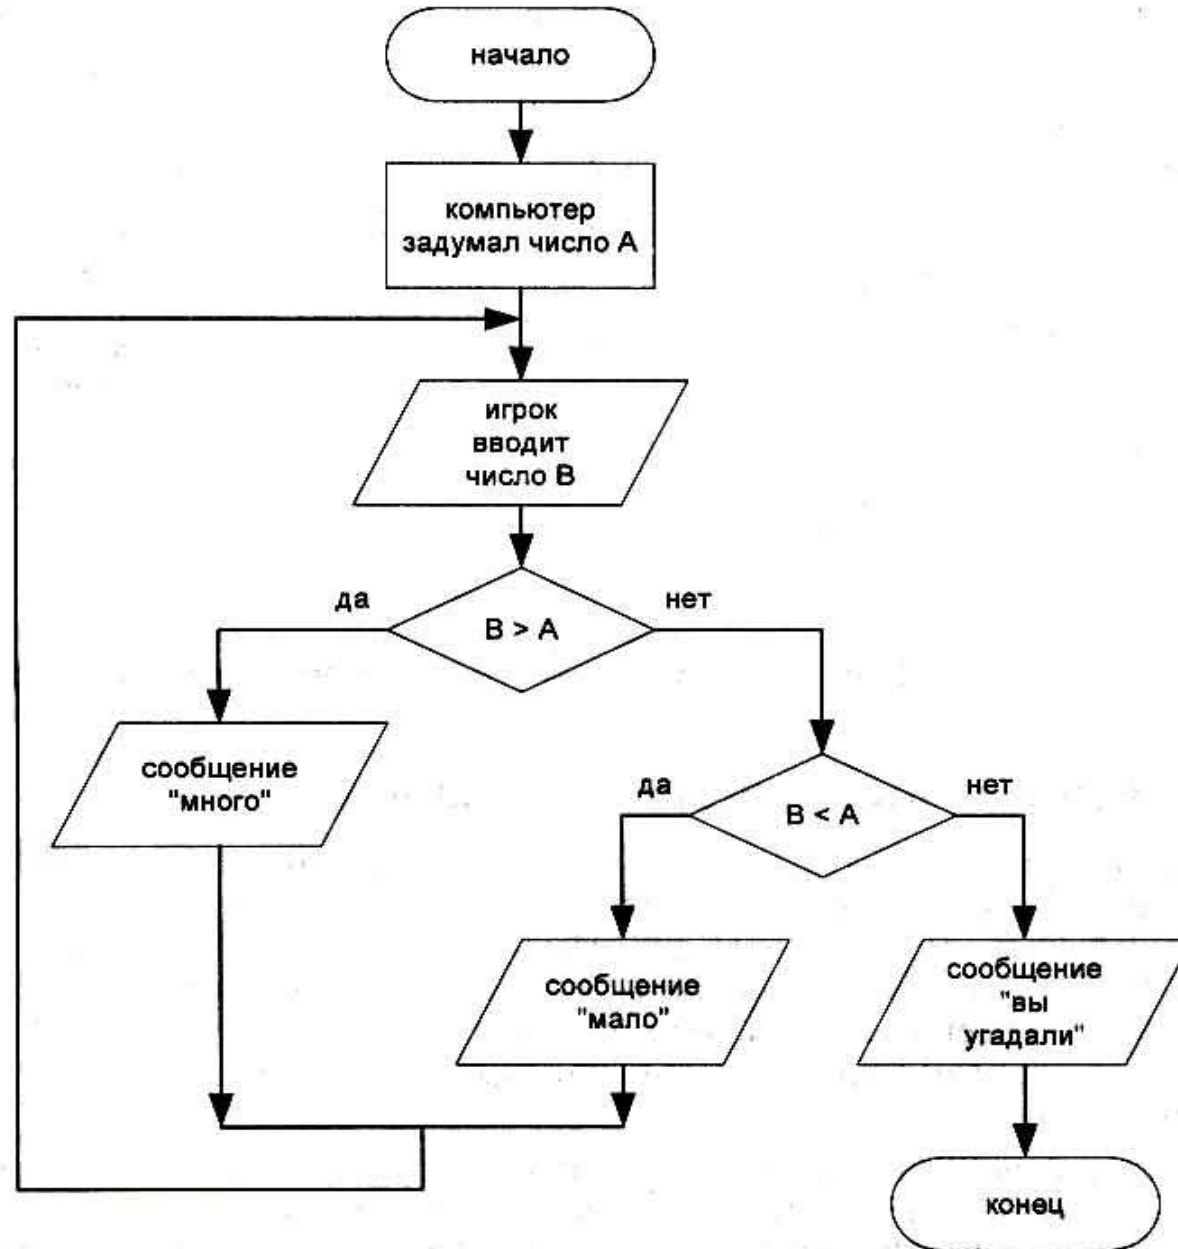 начало
компьютер
задумал число А
игрок
вводит
число В
да
нет
В > А
сообщение
"много"
да
нет
В < А
сообщение
"мало"
сообщение
"вы
угадали"
конец